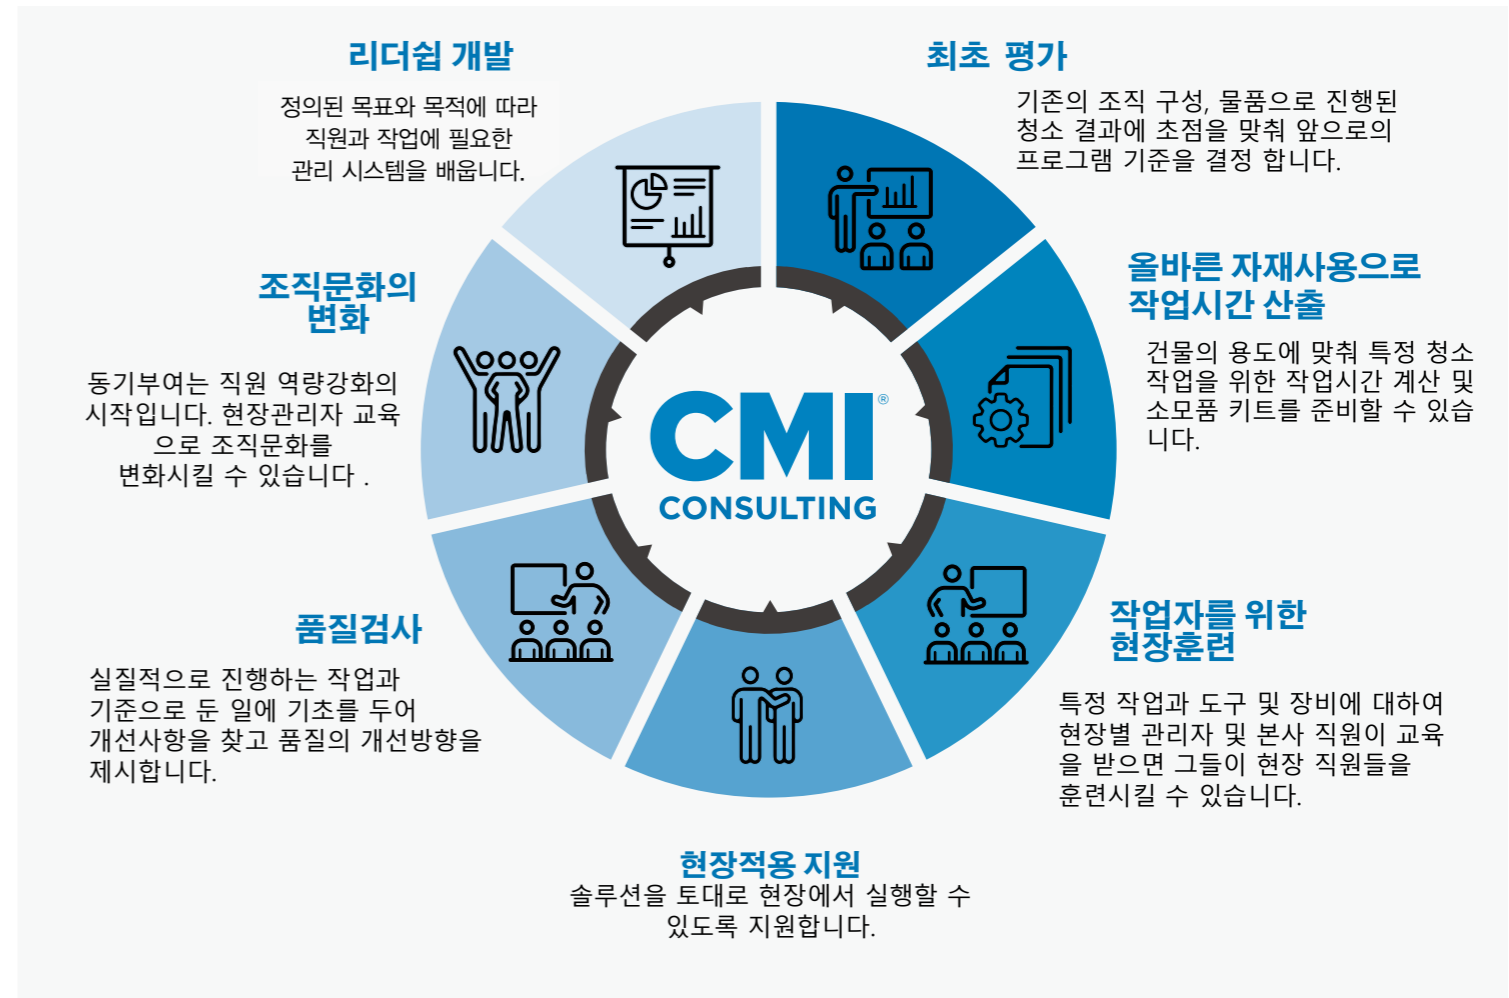 최초 평가
기존의 조직 구성, 물품으로 진행된
청소 결과에 초점을 맞춰 앞으로의
프로그램 기준을 결정 합니다.
올바른 자재사용으로
작업시간 산출
건물의 용도에 맞춰 특정 청소
작업을 위한 작업시간 계산 및
소모품 키트를 준비할 수 있습
니다.
작업자를 위한
현장훈련
특정 작업과 도구 및 장비에 대하여
현장별 관리자 및 본사 직원이 교육
을 받으면 그들이 현장 직원들을
훈련시킬 수 있습니다.
현장적용 지원
솔루션을 토대로 현장에서 실행할 수
있도록 지원합니다.
품질검사
실질적으로 진행하는 작업과
기준으로 둔 일에 기초를 두어
개선사항을 찾고 품질의 개선방향을
제시합니다.
조직문화의
변화
동기부여는 직원 역량강화의
시작입니다. 현장관리자 교육
으로 조직문화를
변화시킬 수 있습니다 .
리더쉽 개발
정의된 목표와 목적에 따라
직원과 작업에 필요한
관리 시스템을 배웁니다.
CMI®
CONSULTING